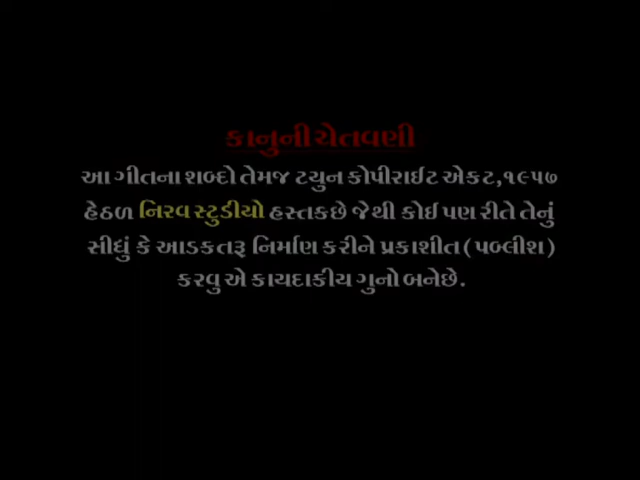 કાનુની ચેતવણી
આ ગીતના શબ્દો તેમજ ટયુન કોપીરાઈટ એકટ,૧૯૫૭
હેઠળ નિરવ સ્ટુડીયો હસ્તક છે જેથી કોઈ પણ રીતે તેનું
સીધું કે આડકતરૂ નિર્માણ કરીને પ્રકાશીત ( પબ્લીશ )
કરવુ એ કાયદાકીય ગુનો બને છે.